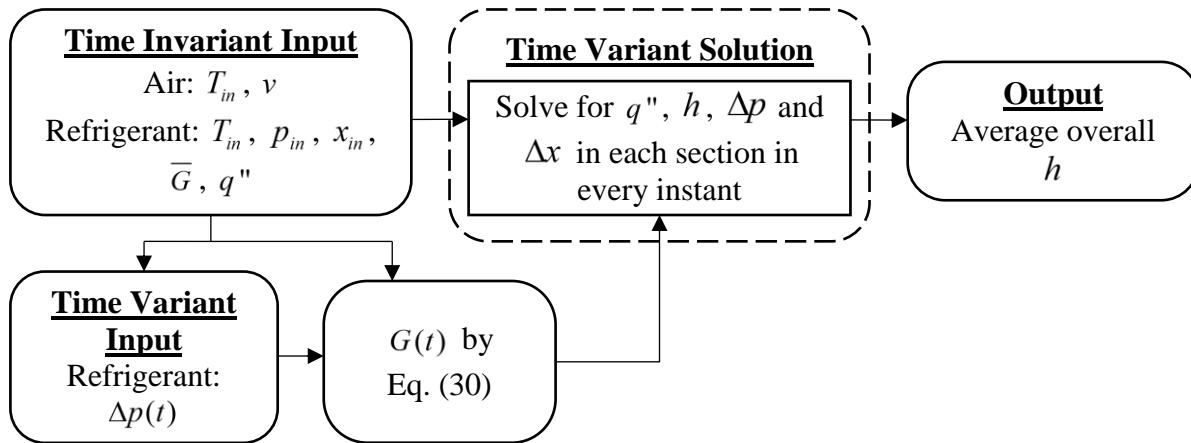 Time Invariant Input
Air: T_in , v
Refrigerant: T_in , p_in , x_in ,
G̅ , q"
Time Variant Solution
Solve for q", h, Δp and
Δx in each section in
every instant
Output
Average overall
h
Time Variant
Input
Refrigerant:
Δp(t)
G(t) by
Eq. (30)